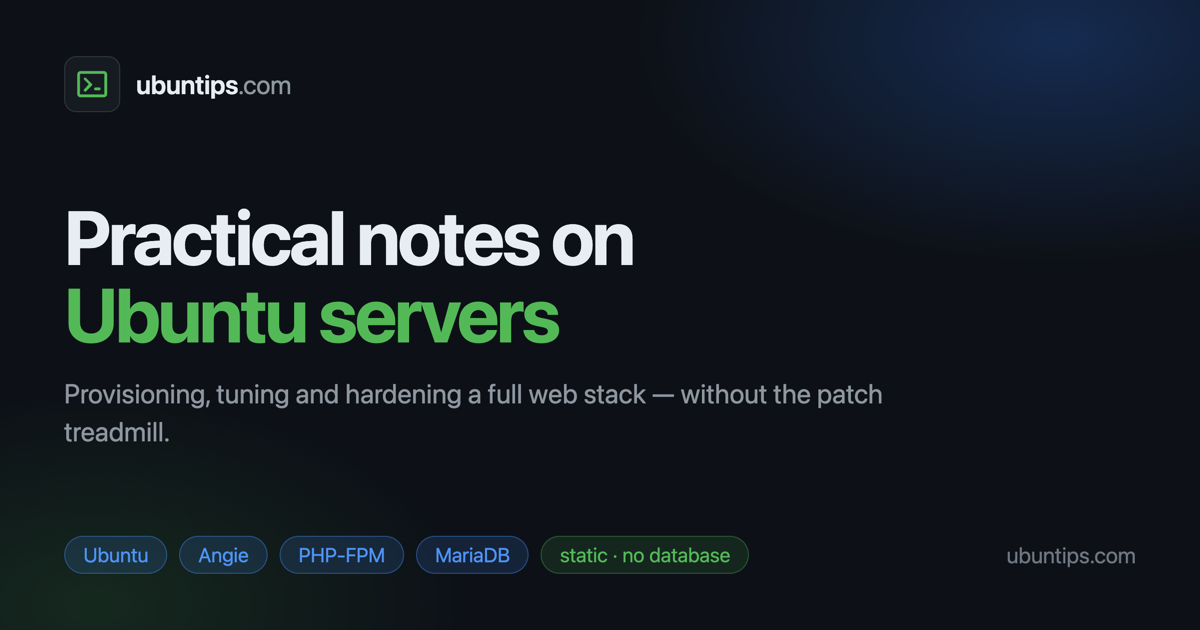 ubuntips.com
Practical notes on
Ubuntu servers
Provisioning, tuning and hardening a full web stack — without the patch
treadmill.
Ubuntu
Angie
PHP-FPM
MariaDB
static · no database
ubuntips.com